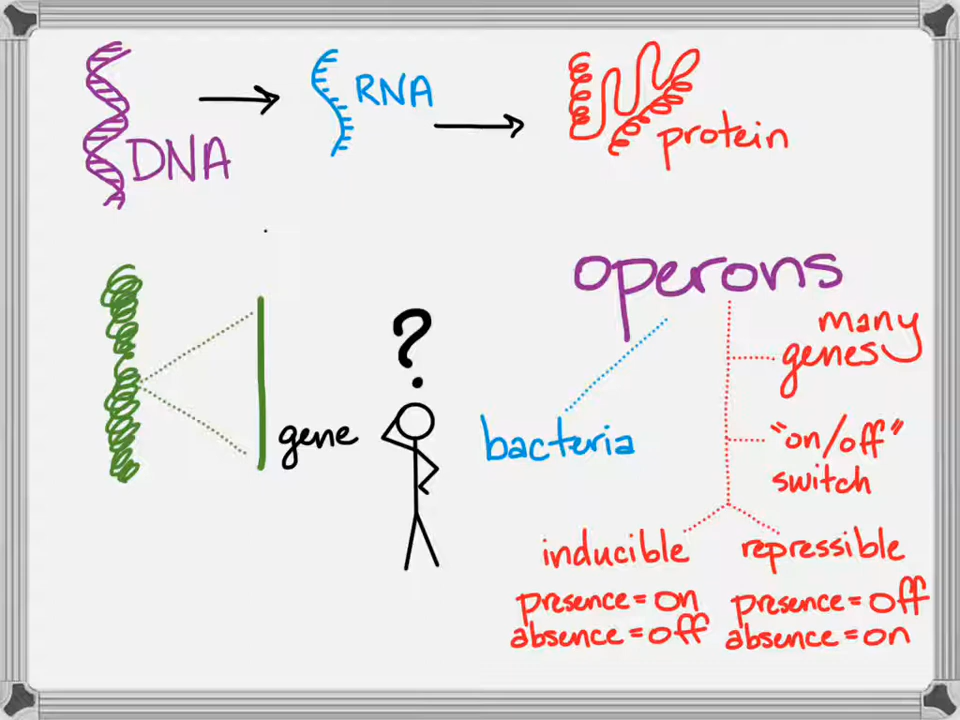 DNA
RNA
protein
operons
many
genes
?
gene
bacteria
"on/off"
switch
inducible
repressible
presence=on
absence=off
presence=off
absence=on